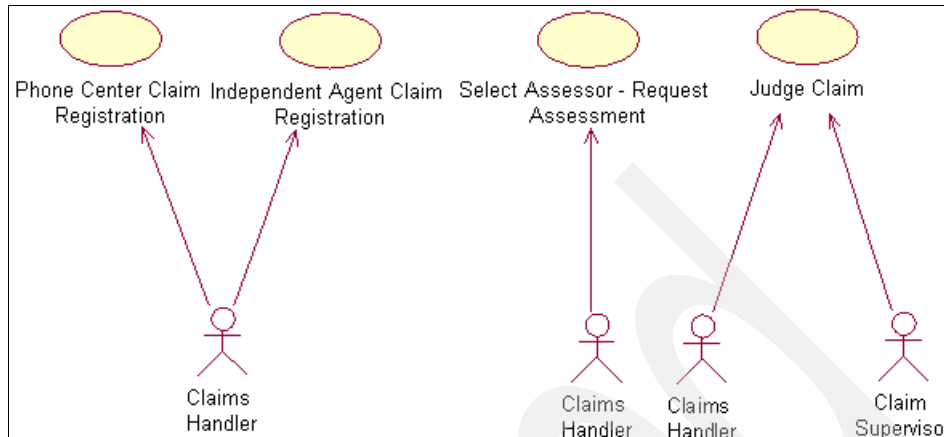 Phone Center Claim
Registration
Independent Agent Claim
Registration
Select Assessor - Request
Assessment
Judge Claim
Claims
Handler
Claims
Handler
Claims
Handler
Claim
Superviso